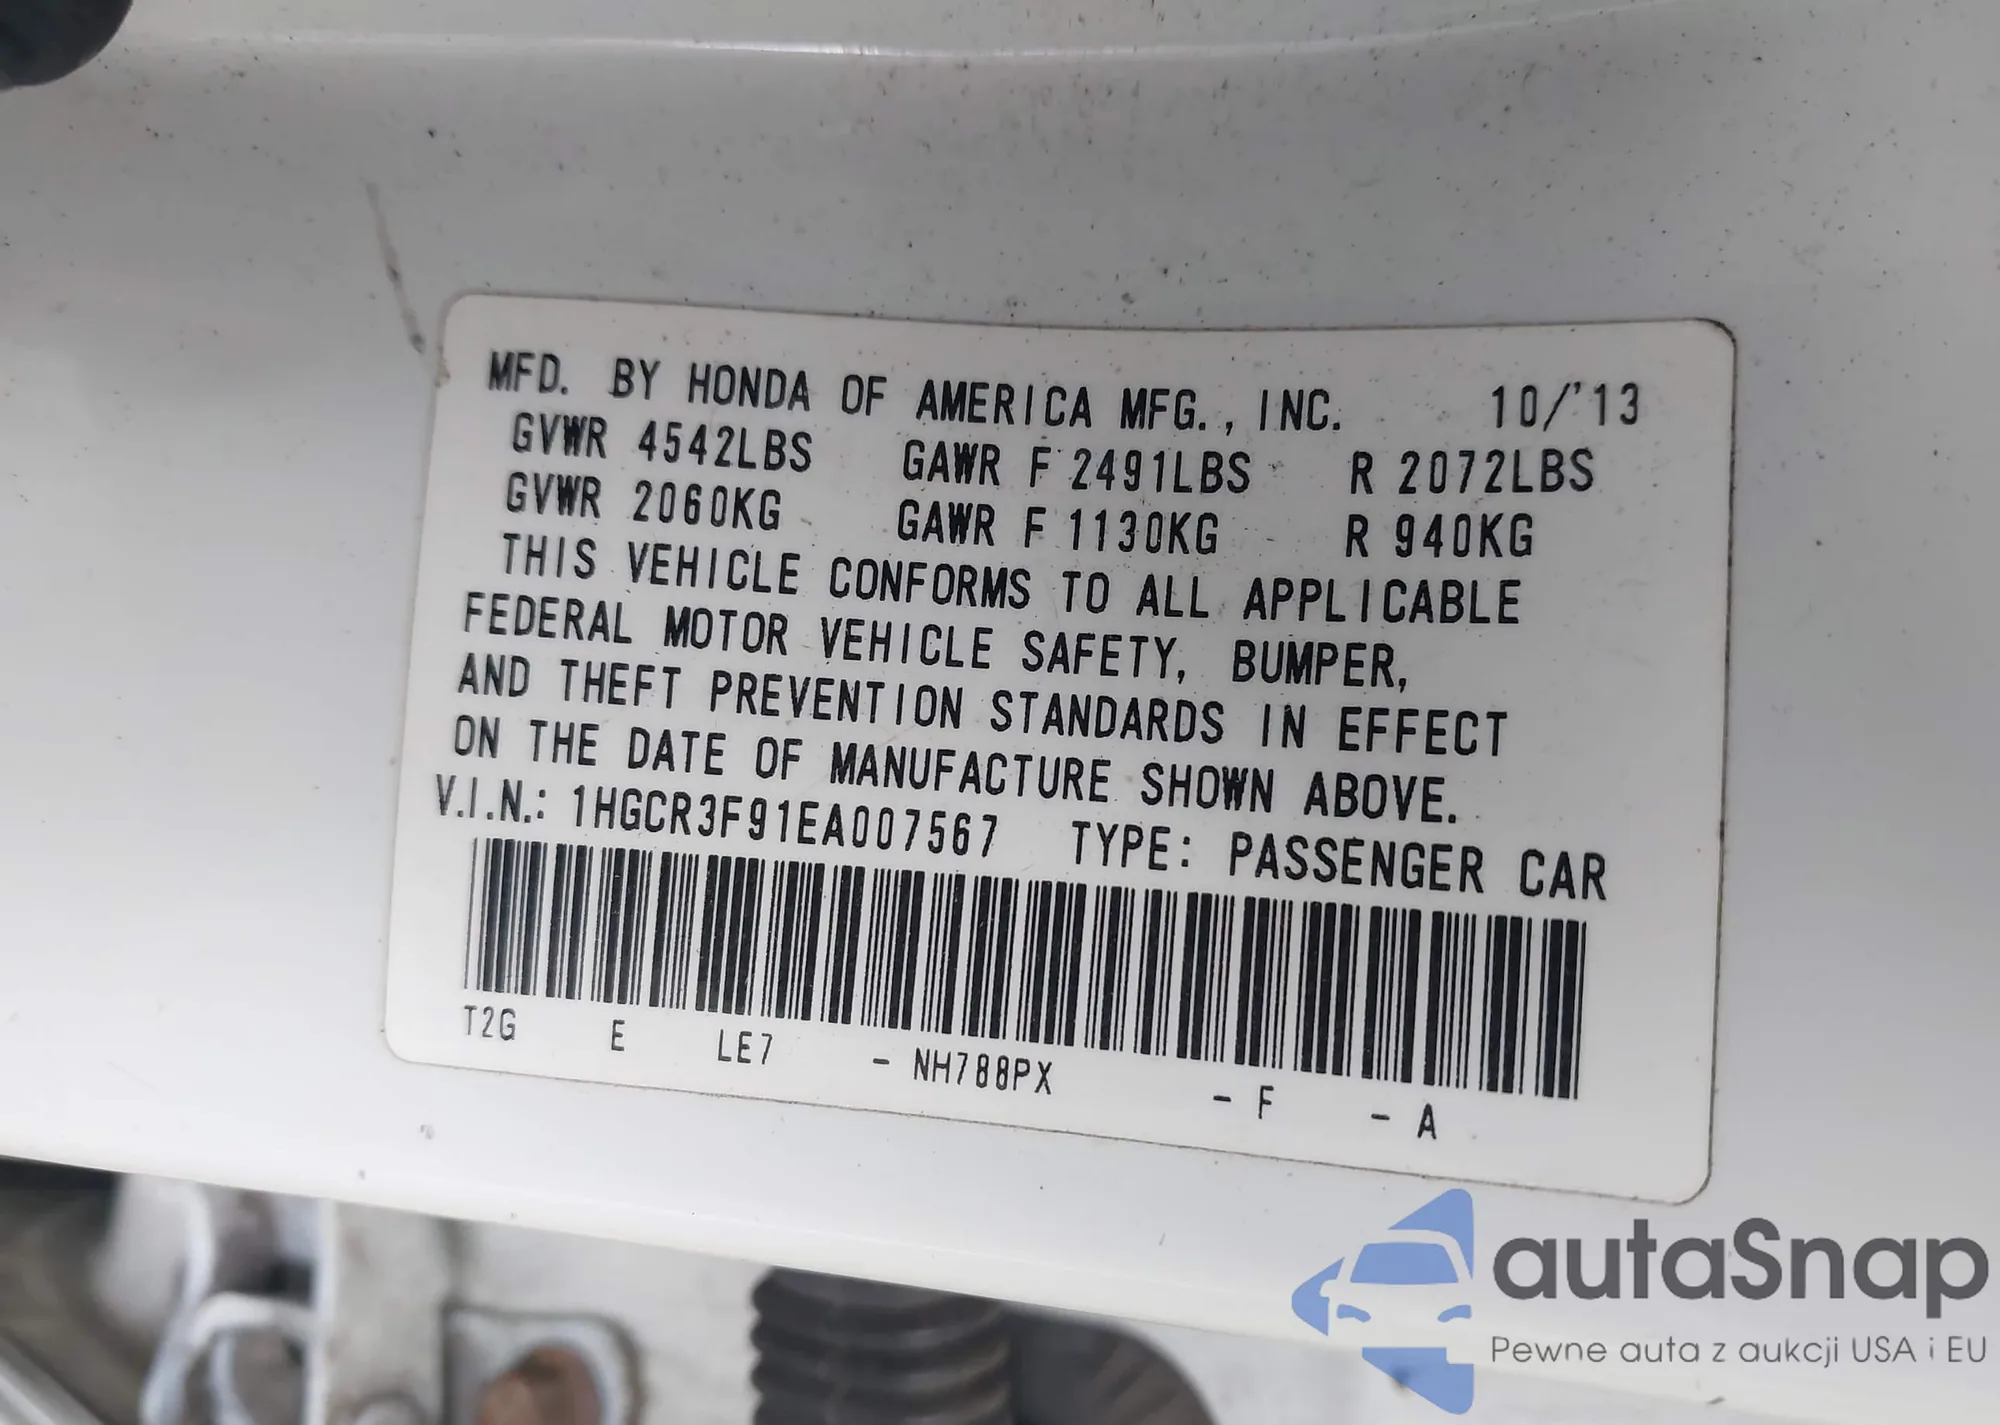 MFD. BY HONDA OF AMERICA MFG., INC. 10/'13
GVWR 4542LBS GAWR F 2491LBS R 2072LBS
GVWR 2060KG GAWR F 1130KG R 940KG
THIS VEHICLE CONFORMS TO ALL APPLICABLE
FEDERAL MOTOR VEHICLE SAFETY, BUMPER,
AND THEFT PREVENTION STANDARDS IN EFFECT
ON THE DATE OF MANUFACTURE SHOWN ABOVE.
V.I.N.: 1HGCR3F91EA007567 TYPE: PASSENGER CAR
T2G E LE7 - NH788PX - F - A
autaSnap
Pewne auta z aukcji USA i EU